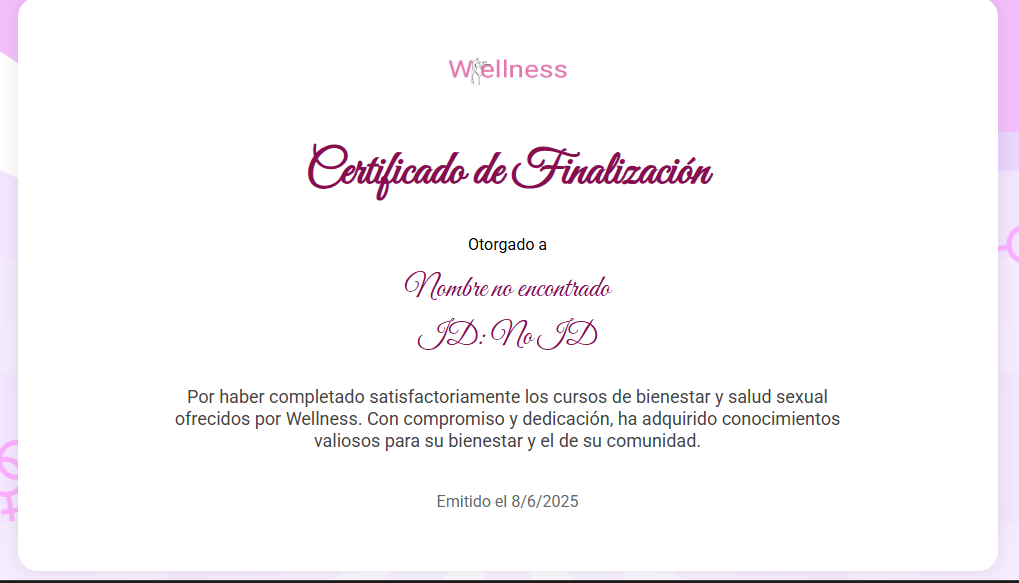 Wellness
Certificado de Finalización
Otorgado a
Nombre no encontrado
ID: No ID
Por haber completado satisfactoriamente los cursos de bienestar y salud sexual
ofrecidos por Wellness. Con compromiso y dedicación, ha adquirido conocimientos
valiosos para su bienestar y el de su comunidad.
Emitido el 8/6/2025